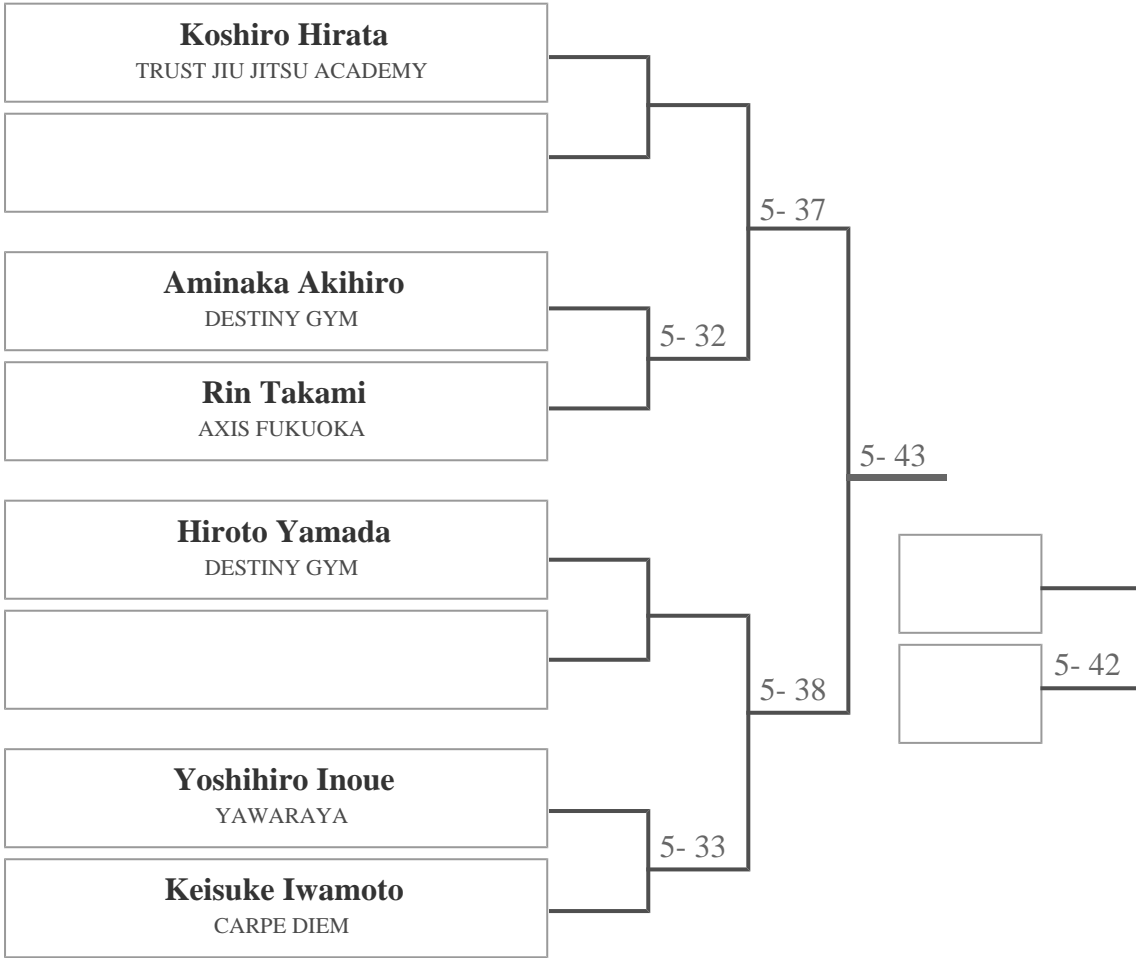 Koshiro Hirata
TRUST JIU JITSU ACADEMY
5- 37
Aminaka Akihiro
DESTINY GYM
5- 32
Rin Takami
AXIS FUKUOKA
5- 43
Hiroto Yamada
DESTINY GYM
5- 42
5- 38
Yoshihiro Inoue
YAWARAYA
5- 33
Keisuke Iwamoto
CARPE DIEM